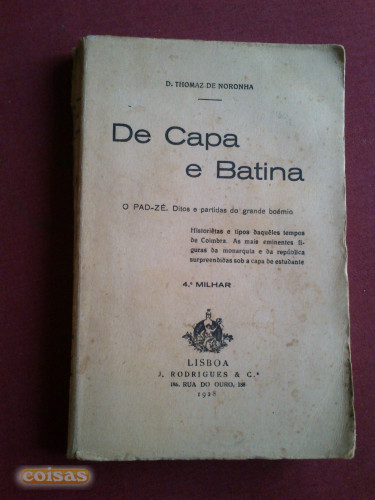 D. THOMAZ DE NORONHA
De Capa
e Batina
O PAD-ZÉ. Ditos e partidas do grande boémio
Historiêtas e tipos daquêles tempos
de Coimbra. As mais eminentes fi-
guras da monarquia e da república
surpreendidas sob a capa de estudante
4.º MILHAR
LISBOA
J. RODRIGUES & C.ª
186, RUA DO OURO, 188
1928
coisas